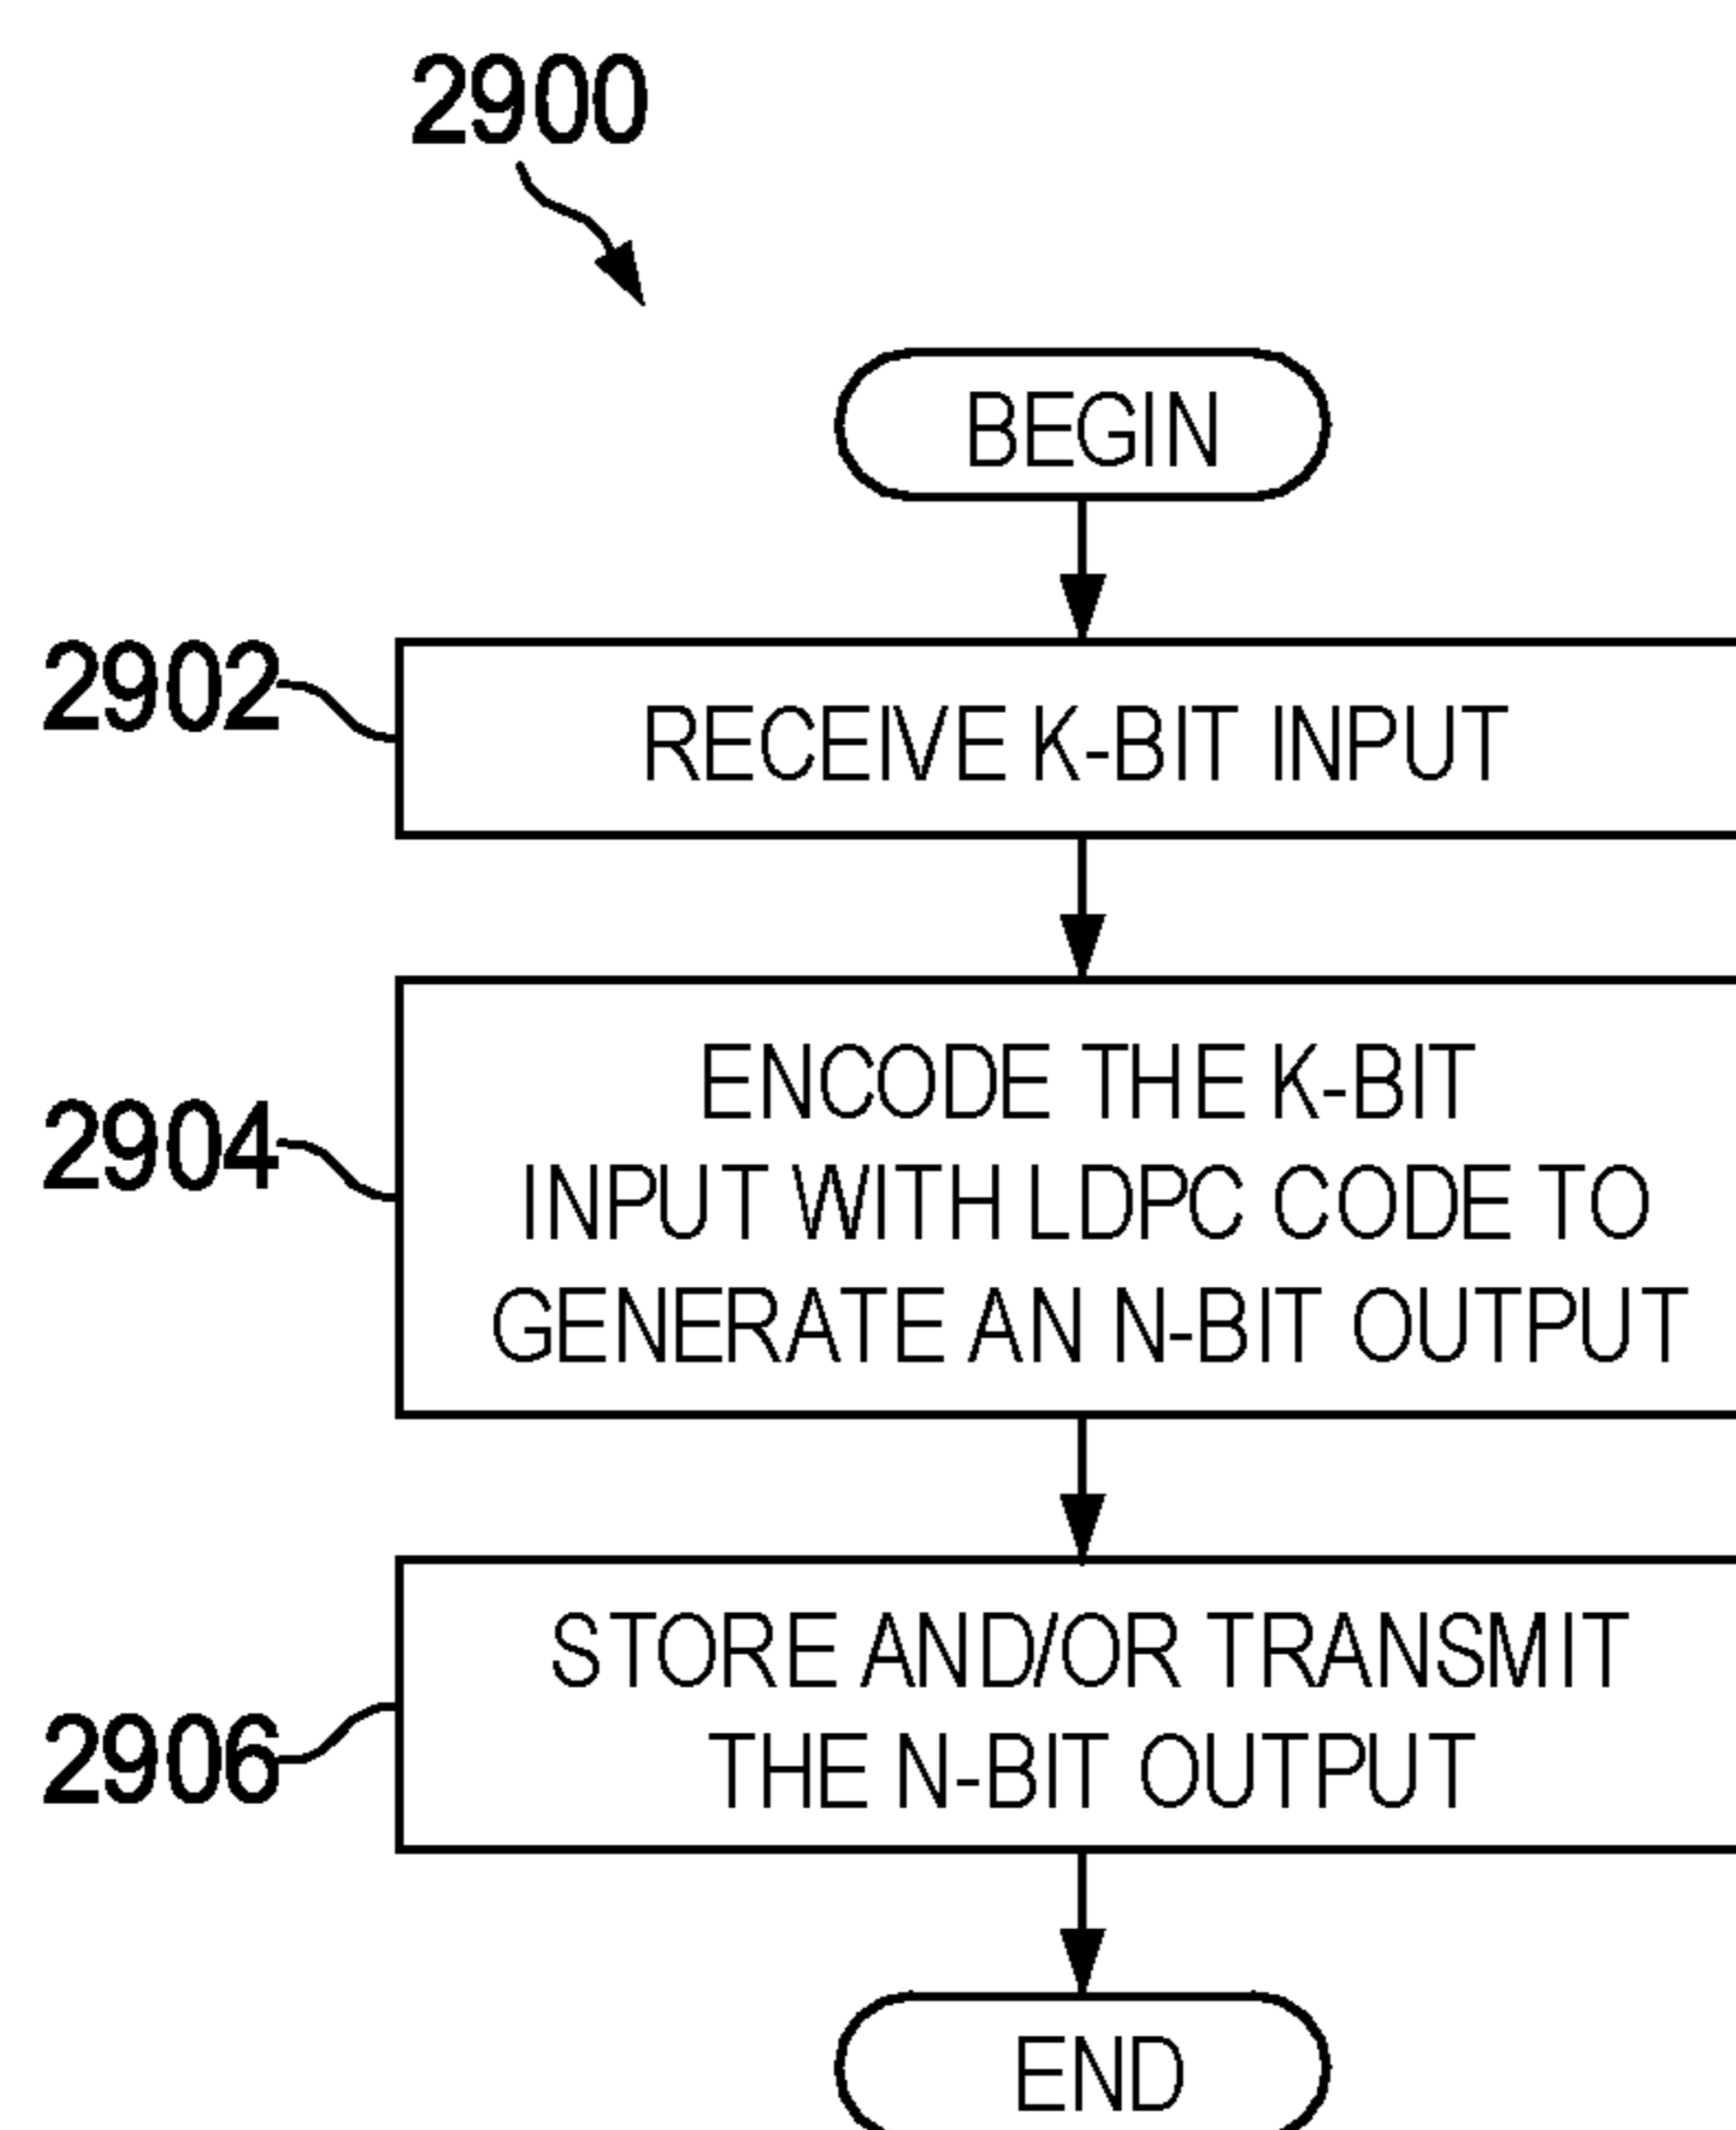 2900
BEGIN
2902
RECEIVE K-BIT INPUT
2904
ENCODE THE K-BIT
INPUT WITH LDPC CODE TO
GENERATE AN N-BIT OUTPUT
2906
STORE AND/OR TRANSMIT
THE N-BIT OUTPUT
END